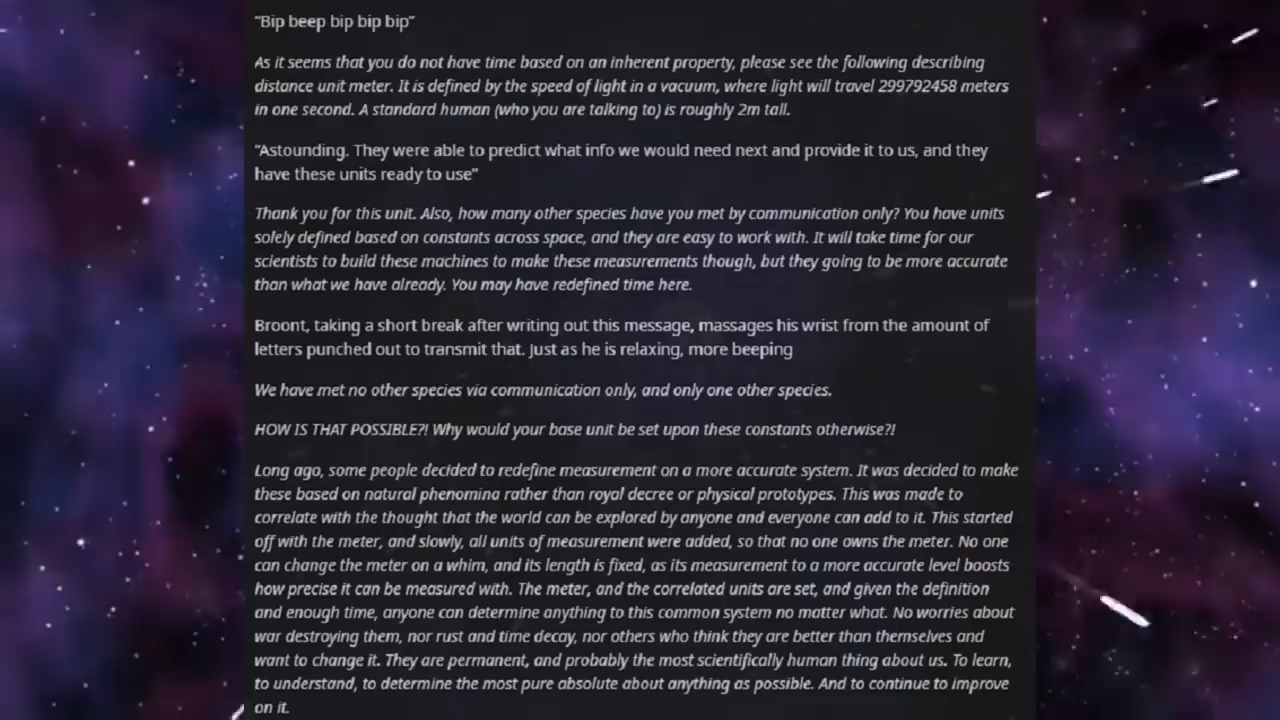 "Bip beep bip bip bip"
As it seems that you do not have time based on an inherent property, please see the following describing
distance unit meter. It is defined by the speed of light in a vacuum, where light will travel 299792458 meters
in one second. A standard human (who you are talking to) is roughly 2m tall.
"Astounding. They were able to predict what info we would need next and provide it to us, and they
have these units ready to use"
Thank you for this unit. Also, how many other species have you met by communication only? You have units
solely defined based on constants across space, and they are easy to work with. It will take time for our
scientists to build these machines to make these measurements though, but they going to be more accurate
than what we have already. You may have redefined time here.
Broont, taking a short break after writing out this message, massages his wrist from the amount of
letters punched out to transmit that. Just as he is relaxing, more beeping
We have met no other species via communication only, and only one other species.
HOW IS THAT POSSIBLE?! Why would your base unit be set upon these constants otherwise?!
Long ago, some people decided to redefine measurement on a more accurate system. It was decided to make
these based on natural phenomina rather than royal decree or physical prototypes. This was made to
correlate with the thought that the world can be explored by anyone and everyone can add to it. This started
off with the meter, and slowly, all units of measurement were added, so that no one owns the meter. No one
can change the meter on a whim, and its length is fixed, as its measurement to a more accurate level boosts
how precise it can be measured with. The meter, and the correlated units are set, and given the definition
and enough time, anyone can determine anything to this common system no matter what. No worries about
war destroying them, nor rust and time decay, nor others who think they are better than themselves and
want to change it. They are permanent, and probably the most scientifically human thing about us. To learn,
to understand, to determine the most pure absolute about anything as possible. And to continue to improve
on it.